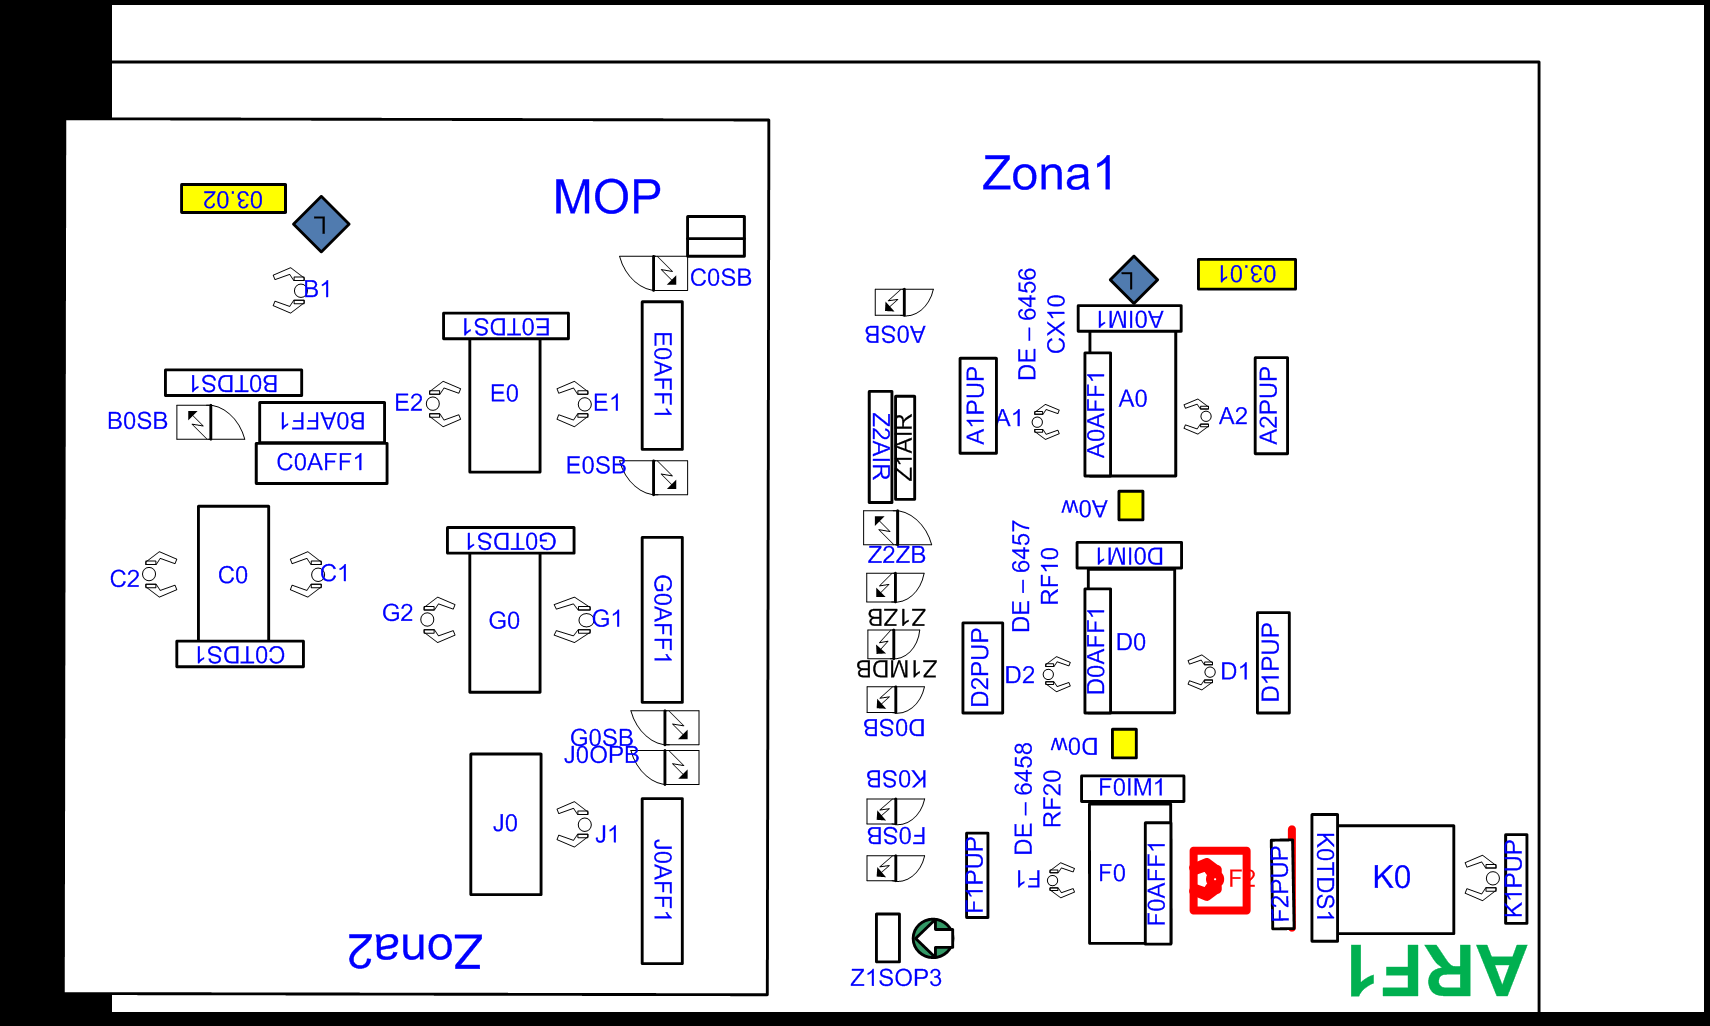 MOP
03.02
L
C0SB
B1
E0TDS1
E0AFF1
B0TDS1
E2
E0
E1
B0SB
B0AFF1
C0AFF1
E0SB
G0TDS1
C2
C0
C1
G2
G0
G1
G0AFF1
C0TDS1
G0SB
J0OPB
J0
J1
J0AFF1
Zona2
Zona1
DE – 6456
CX10
L
03.01
A0SB
A0IM1
A1PUP
A1
A0AFF1
A0
A2
A2PUP
Z2AIR
Z1AIR
A0w
Z2ZB
DE – 6457
RF10
D0IM1
Z1ZB
Z1MDB
D2PUP
D2
D0AFF1
D0
D1
D1PUP
D0SB
D0w
K0SB
DE – 6458
RF20
F0IM1
F0SB
F1PUP
F1
F0
F0AFF1
F2
F2PUP
K0TDS1
K0
K1PUP
Z1SOP3
ARF1